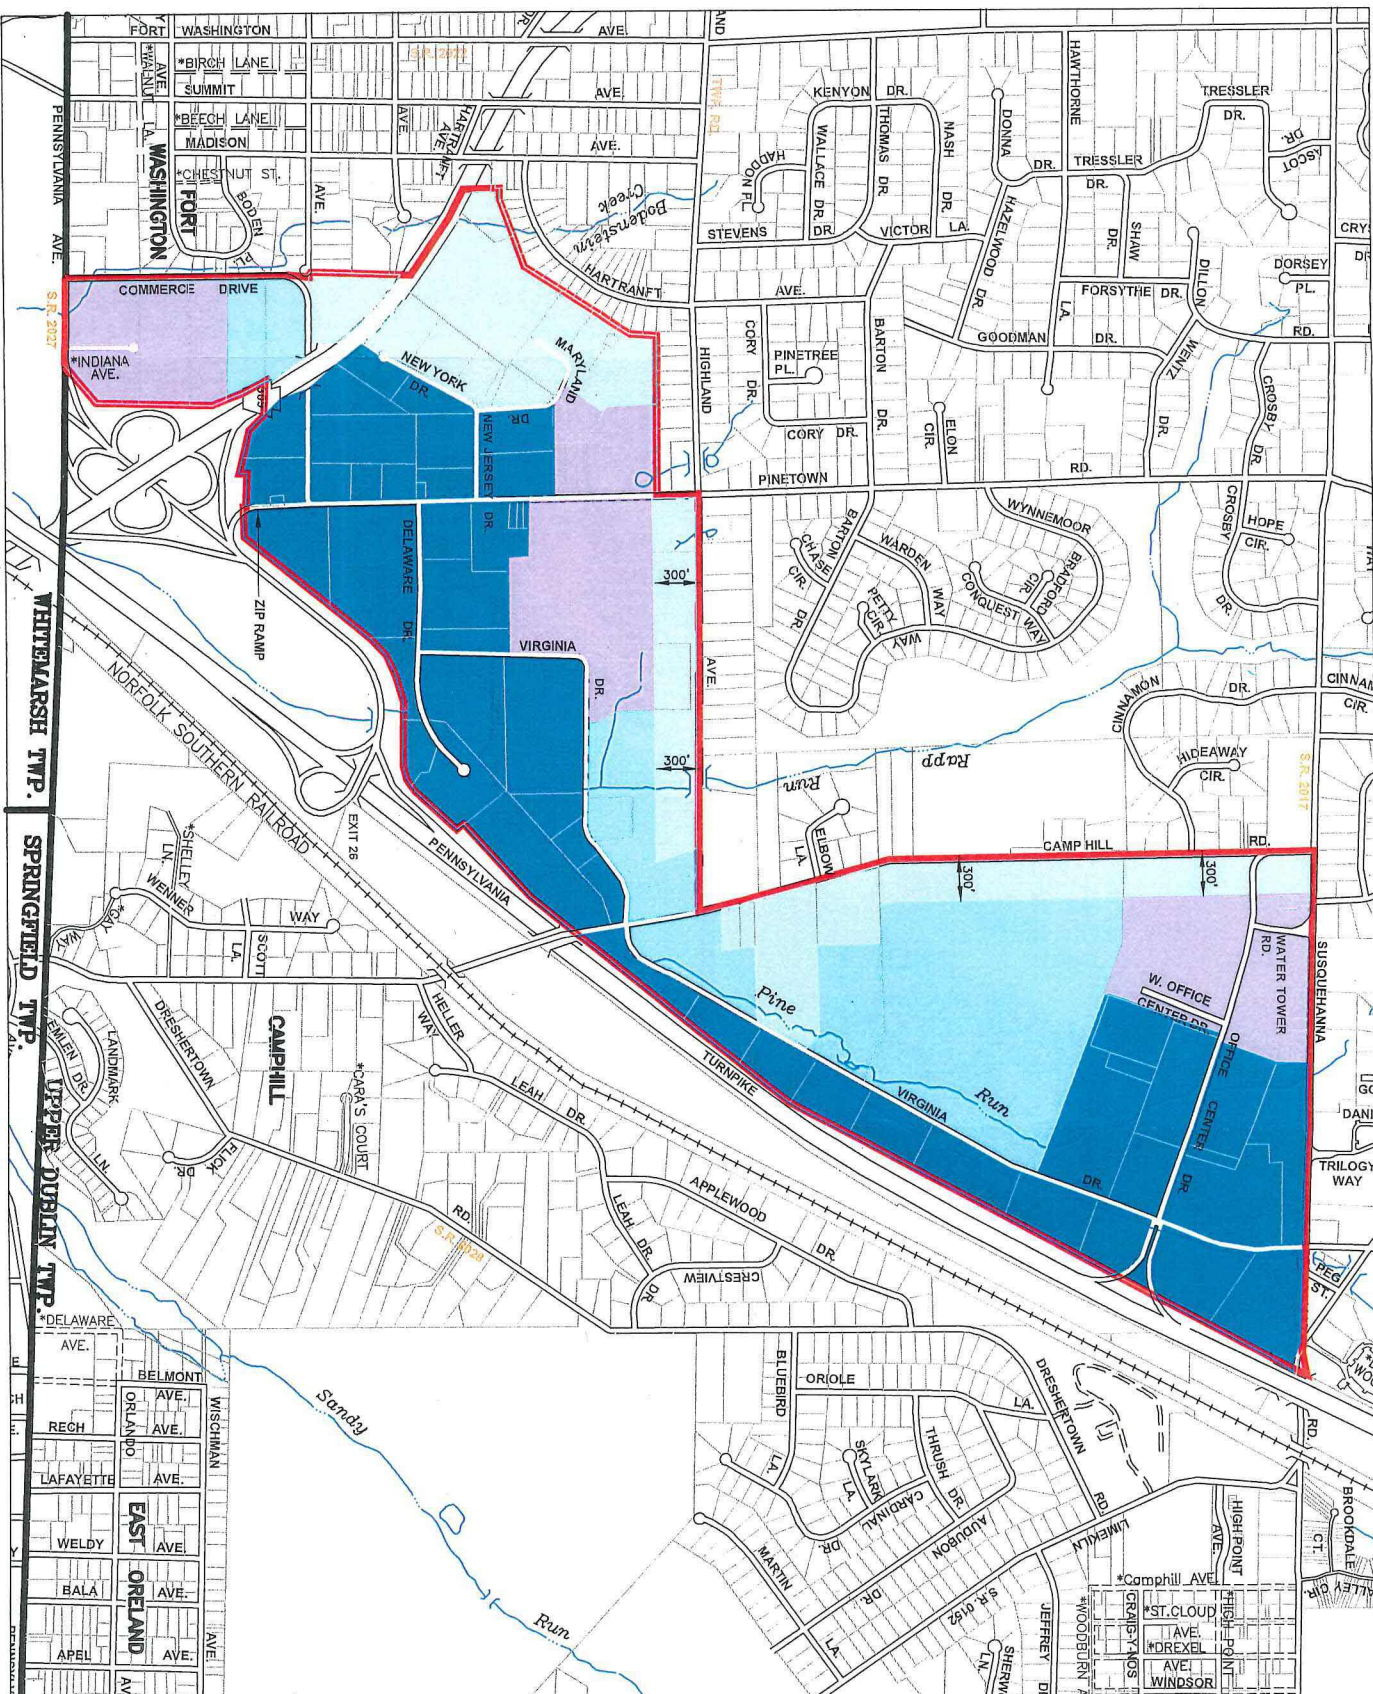 FORT WASHINGTON
AVE.
*BIRCH LANE
SUMMIT
AVE.
*WALNUT LA.
*BEECH LANE
MADISON
AVE.
*CHESTNUT ST.
AVE.
BODEN PL.
FORT
WASHINGTON
PENNSYLVANIA AVE.
S.R. 2027
S.R. 2022
TWP. RD.
HARTRANFT AVE.
AVE.
AVE.
Bodenstein
Creek
HARTRANFT
AVE.
KENYON DR.
HADDON PL.
WALLACE DR.
THOMAS DR.
NASH DR.
STEVENS DR.
VICTOR LA.
DONNA DR.
HAWTHORNE
TRESSLER DR.
TRESSLER DR.
ASCOT DR.
HAZELWOOD DR.
SHAW DR.
DILLON RD.
DORSEY PL.
FORSYTHE DR.
LA.
GOODMAN DR.
WENTZ DR.
CROSBY DR.
CORY DR.
PINETREE PL.
BARTON DR.
CORY DR.
ELON CIR.
HIGHLAND
AVE.
PINETOWN
RD.
COMMERCE DRIVE
*INDIANA AVE.
NEW YORK DR.
MARYLAND DR.
NEW JERSEY DR.
DELAWARE DR.
VIRGINIA DR.
ZIP RAMP
300'
300'
BARTON DR.
CHASE CIR.
WARDEN WAY
PETTY CIR.
WYNNEMOOR
WAY
BRADFORD CIR.
CONQUEST WAY
CROSBY DR.
HOPE CIR.
CINNAMON DR.
CIR.
HIDEAWAY CIR.
S.R. 2017
Rapp
Run
ELBOW LA.
CAMP HILL RD.
300'
300'
SUSQUEHANNA
WATER TOWER RD.
W. OFFICE CENTER DR.
OFFICE CENTER DR.
Pine
Run
VIRGINIA DR.
TRILOGY WAY
PEG ST.
WHITEMARSH TWP.
SPRINGFIELD TWP.
UPPER DUBLIN TWP.
NORFOLK SOUTHERN RAILROAD
EXIT 26
PENNSYLVANIA
TURNPIKE
*SHELLEY LN.
WENNER WAY
*GAY WAY
SCOTT LA.
DRESHERTOWN
RD.
CAMPHILL
HELLER WAY
LEAH DR.
*CARA'S COURT
FLICK DR.
LANDMARK
EMLEN DR.
LN.
S.R. 2028
APPLEWOOD DR.
LEAH DR.
CRESTVIEW
DR.
*DELAWARE AVE.
BELMONT AVE.
ORLANDO
WISCHMAN
AVE.
RECH AVE.
LAFAYETTE AVE.
EAST ORELAND
WELDY AVE.
BALA AVE.
APEL AVE.
Sandy
Run
BLUEBIRD LA.
ORIOLE LA.
DRESHERTOWN RD.
SKYLARK LA.
THRUSH DR.
CARDINAL DR.
AUDUBON DR.
MARTIN LA.
LIMEKILN
S.R. 0152
JEFFREY
RD.
BROOKDALE CT.
HIGH POINT AVE.
*Camphill AVE.
*ST.CLOUD AVE.
*DREXEL AVE.
WINDSOR
CRAIG-Y-NOS
*HIGH POINT